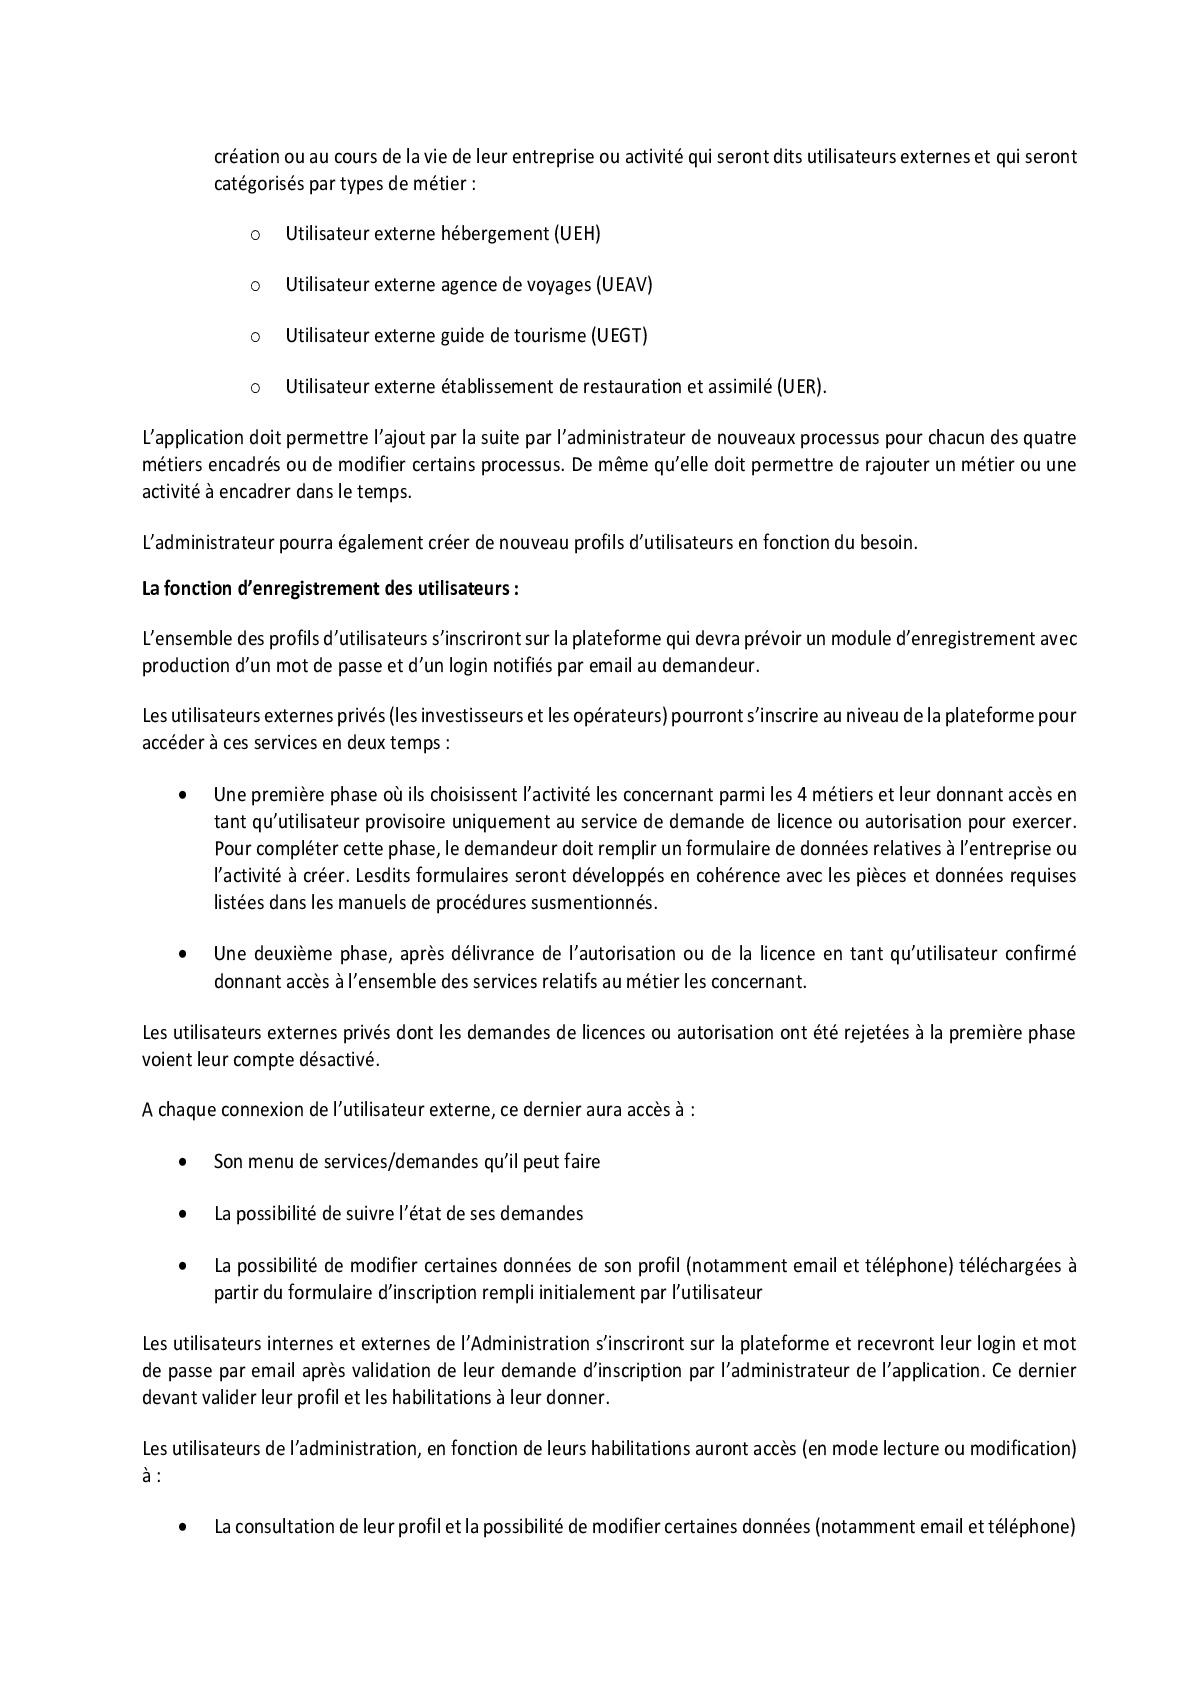 création ou au cours de la vie de leur entreprise ou activité qui seront dits utilisateurs externes et qui seront
catégorisés par types de métier :
o Utilisateur externe hébergement (UEH)
o Utilisateur externe agence de voyages (UEAV)
o Utilisateur externe guide de tourisme (UEGT)
o Utilisateur externe établissement de restauration et assimilé (UER).
L’application doit permettre l’ajout par la suite par l’administrateur de nouveaux processus pour chacun des quatre
métiers encadrés ou de modifier certains processus. De même qu’elle doit permettre de rajouter un métier ou une
activité à encadrer dans le temps.
L’administrateur pourra également créer de nouveau profils d’utilisateurs en fonction du besoin.
La fonction d’enregistrement des utilisateurs :
L’ensemble des profils d’utilisateurs s’inscriront sur la plateforme qui devra prévoir un module d’enregistrement avec
production d’un mot de passe et d’un login notifiés par email au demandeur.
Les utilisateurs externes privés (les investisseurs et les opérateurs) pourront s’inscrire au niveau de la plateforme pour
accéder à ces services en deux temps :
• Une première phase où ils choisissent l’activité les concernant parmi les 4 métiers et leur donnant accès en
tant qu’utilisateur provisoire uniquement au service de demande de licence ou autorisation pour exercer.
Pour compléter cette phase, le demandeur doit remplir un formulaire de données relatives à l’entreprise ou
l’activité à créer. Lesdits formulaires seront développés en cohérence avec les pièces et données requises
listées dans les manuels de procédures susmentionnés.
• Une deuxième phase, après délivrance de l’autorisation ou de la licence en tant qu’utilisateur confirmé
donnant accès à l’ensemble des services relatifs au métier les concernant.
Les utilisateurs externes privés dont les demandes de licences ou autorisation ont été rejetées à la première phase
voient leur compte désactivé.
A chaque connexion de l’utilisateur externe, ce dernier aura accès à :
• Son menu de services/demandes qu’il peut faire
• La possibilité de suivre l’état de ses demandes
• La possibilité de modifier certaines données de son profil (notamment email et téléphone) téléchargées à
partir du formulaire d’inscription rempli initialement par l’utilisateur
Les utilisateurs internes et externes de l’Administration s’inscriront sur la plateforme et recevront leur login et mot
de passe par email après validation de leur demande d’inscription par l’administrateur de l’application. Ce dernier
devant valider leur profil et les habilitations à leur donner.
Les utilisateurs de l’administration, en fonction de leurs habilitations auront accès (en mode lecture ou modification)
à :
• La consultation de leur profil et la possibilité de modifier certaines données (notamment email et téléphone)